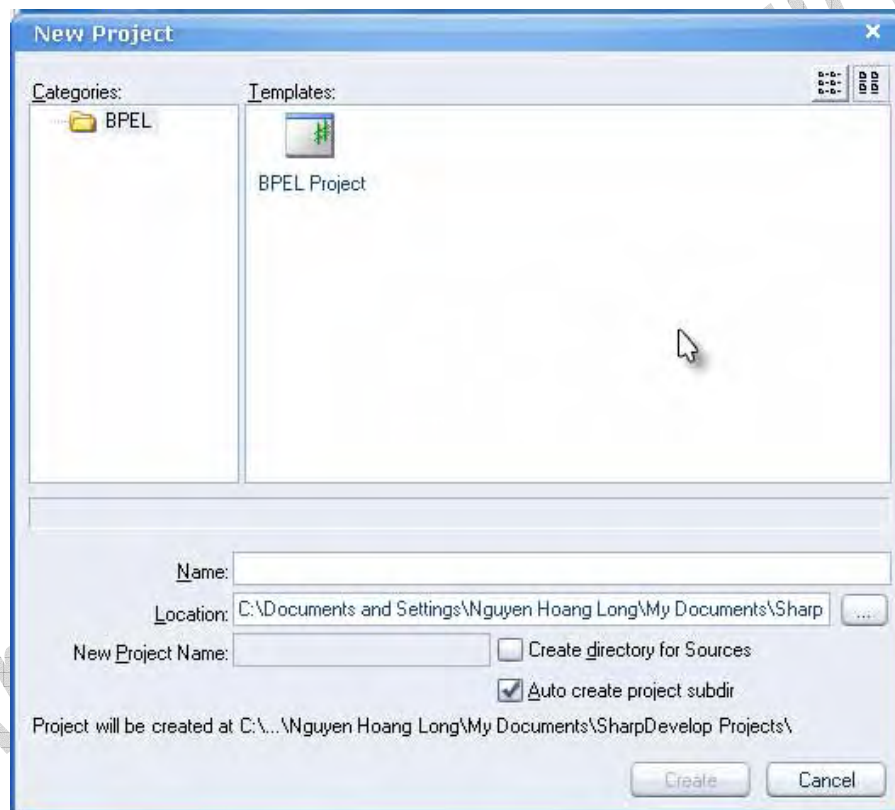 New Project
Categories:
Templates:
BPEL
BPEL Project
Name:
Location: C:\Documents and Settings\Nguyen Hoang Long\My Documents\Sharp
...
New Project Name:
Create directory for Sources
Auto create project subdir
Project will be created at C:\...\Nguyen Hoang Long\My Documents\SharpDevelop Projects\
Create
Cancel